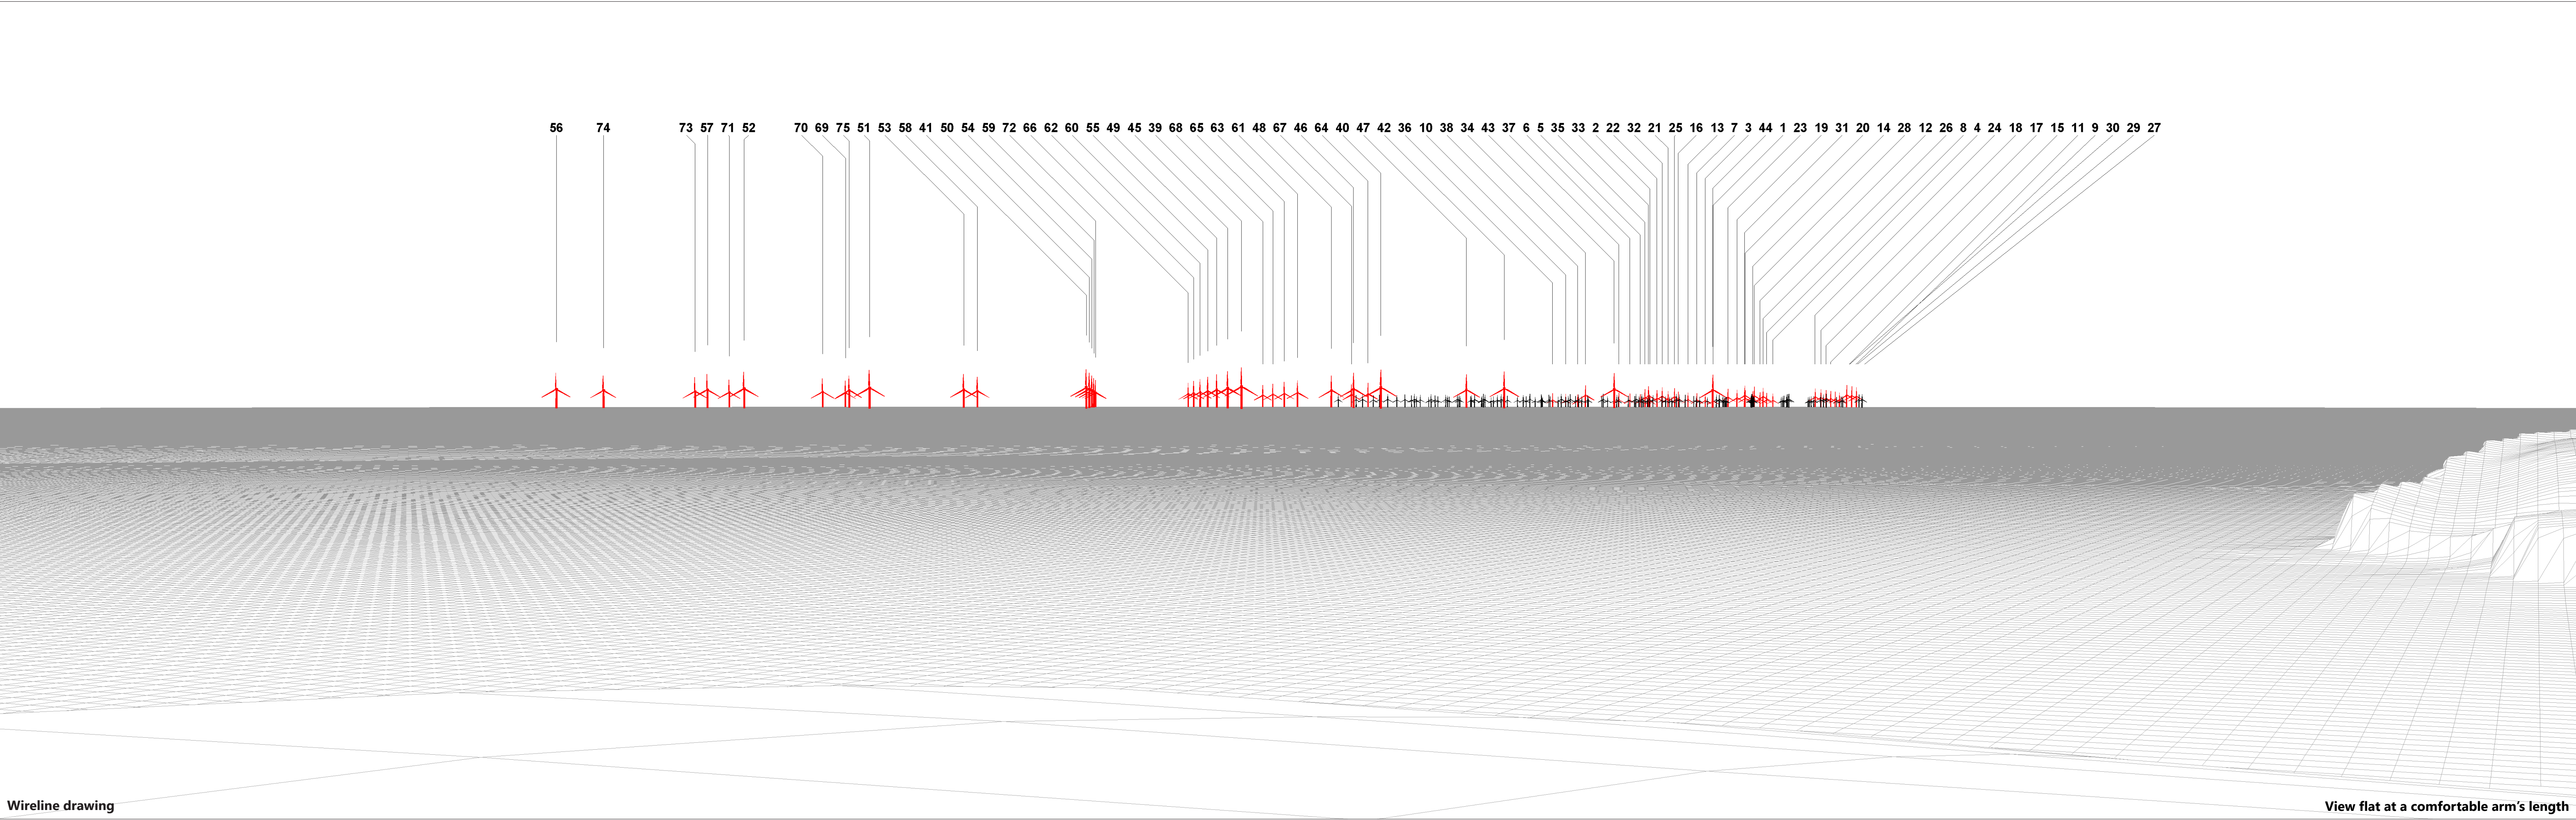 56 74 73 57 71 52 70 69 75 51 53 58 41 50 54 59 72 66 62 60 55 49 45 39 68 65 63 61 48 67 46 64 40 47 42 36 10 38 34 43 37 6 5 35 33 2 22 32 21 25 16 13 7 3 44 1 23 19 31 20 14 28 12 26 8 4 24 18 17 15 11 9 30 29 27
Wireline drawing
View flat at a comfortable arm's length